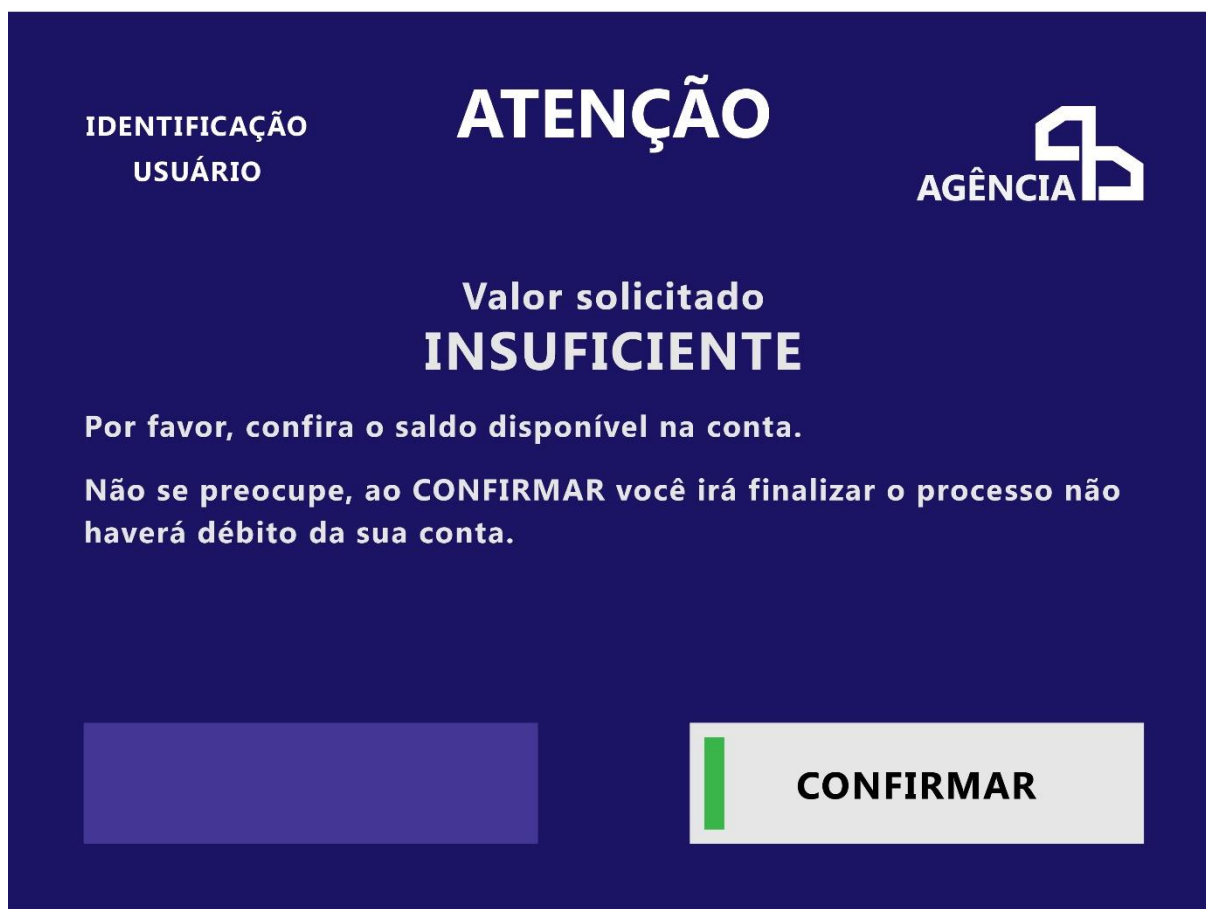 IDENTIFICAÇÃO
USUÁRIO
ATENÇÃO
AGÊNCIA
Valor solicitado
INSUFICIENTE
Por favor, confira o saldo disponível na conta.
Não se preocupe, ao CONFIRMAR você irá finalizar o processo não
haverá débito da sua conta.
CONFIRMAR